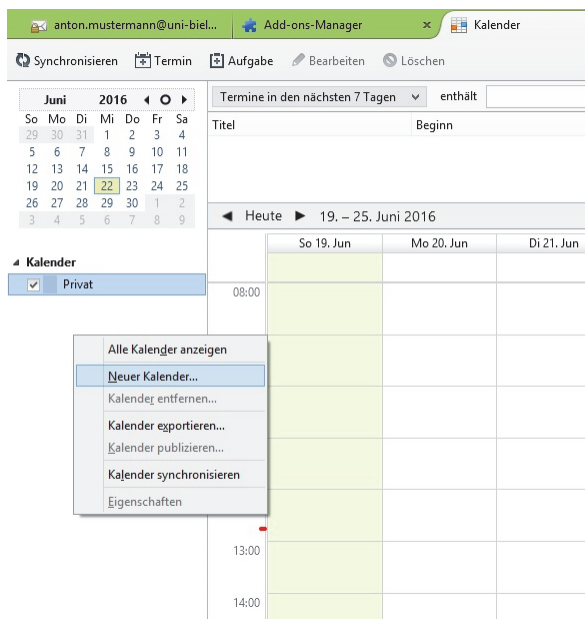 anton.mustermann@uni-biel... Add-ons-Manager × Kalender
Synchronisieren Termin Aufgabe Bearbeiten Löschen
Juni 2016
So Mo Di Mi Do Fr Sa
29 30 31 1 2 3 4
5 6 7 8 9 10 11
12 13 14 15 16 17 18
19 20 21 22 23 24 25
26 27 28 29 30 1 2
3 4 5 6 7 8 9
Kalender
Privat
Termine in den nächsten 7 Tagen enthält
Titel Beginn
Heute 19. – 25. Juni 2016
So 19. Jun Mo 20. Jun Di 21. Jun
08:00
Alle Kalender anzeigen
Neuer Kalender...
Kalender entfernen...
Kalender exportieren...
Kalender publizieren...
Kalender synchronisieren
Eigenschaften
13:00
14:00